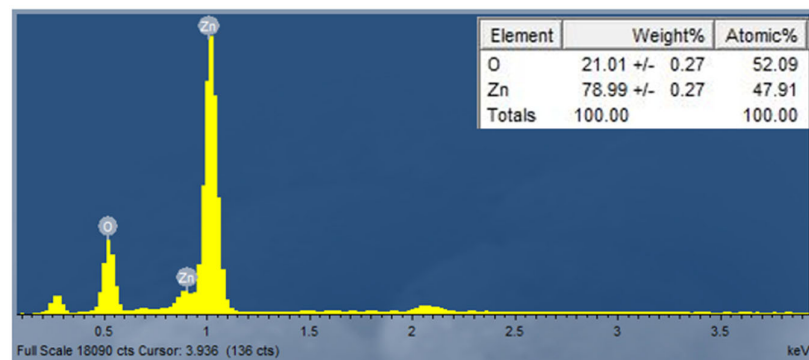 Element Weight% Atomic%
O 21.01 +/- 0.27 52.09
Zn 78.99 +/- 0.27 47.91
Totals 100.00 100.00
Zn
O
Zn
0.5 1 1.5 2 2.5 3 3.5
Full Scale 18090 cts Cursor: 3.936 (136 cts) keV